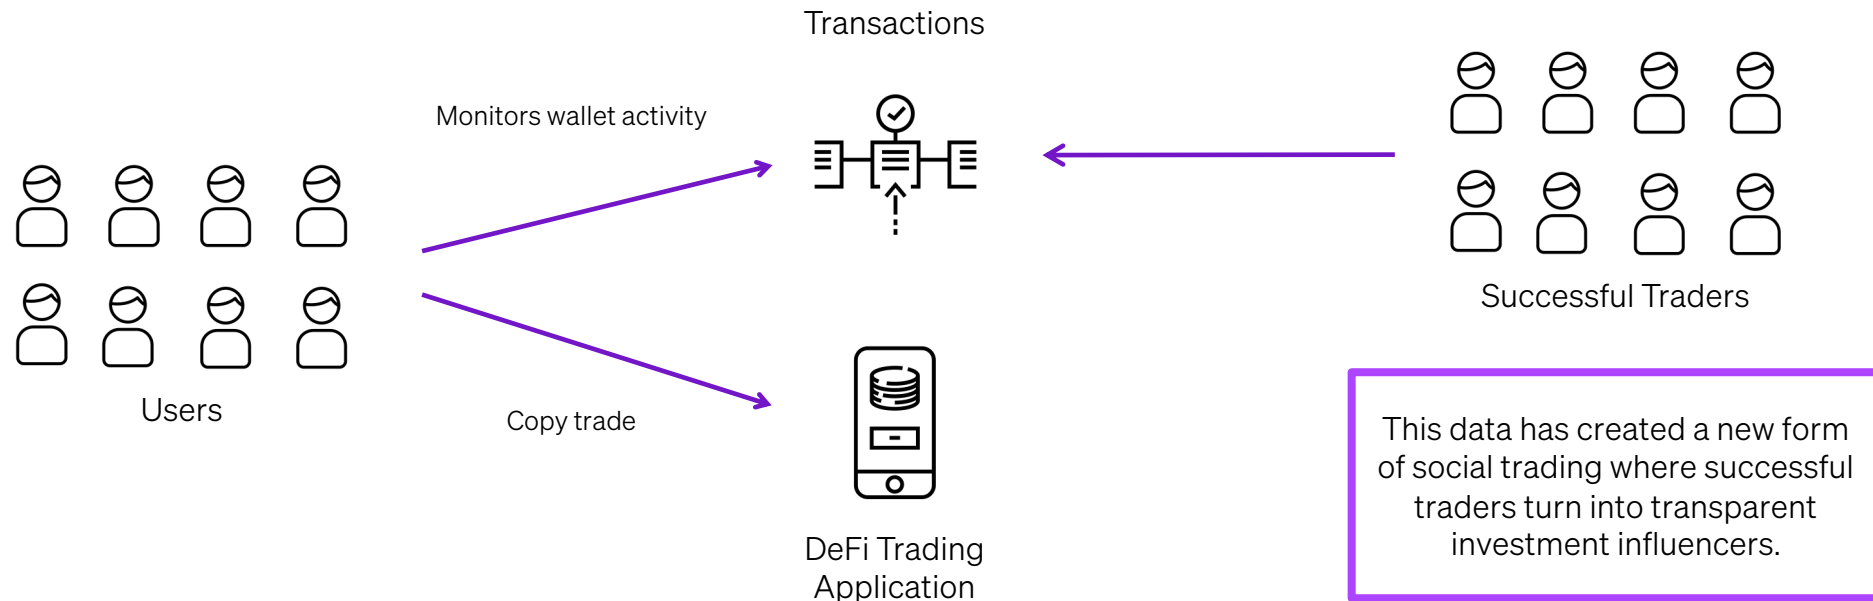 Transactions
Monitors wallet activity
Users
Copy trade
DeFi Trading
Application
Successful Traders
This data has created a new form
of social trading where successful
traders turn into transparent
investment influencers.